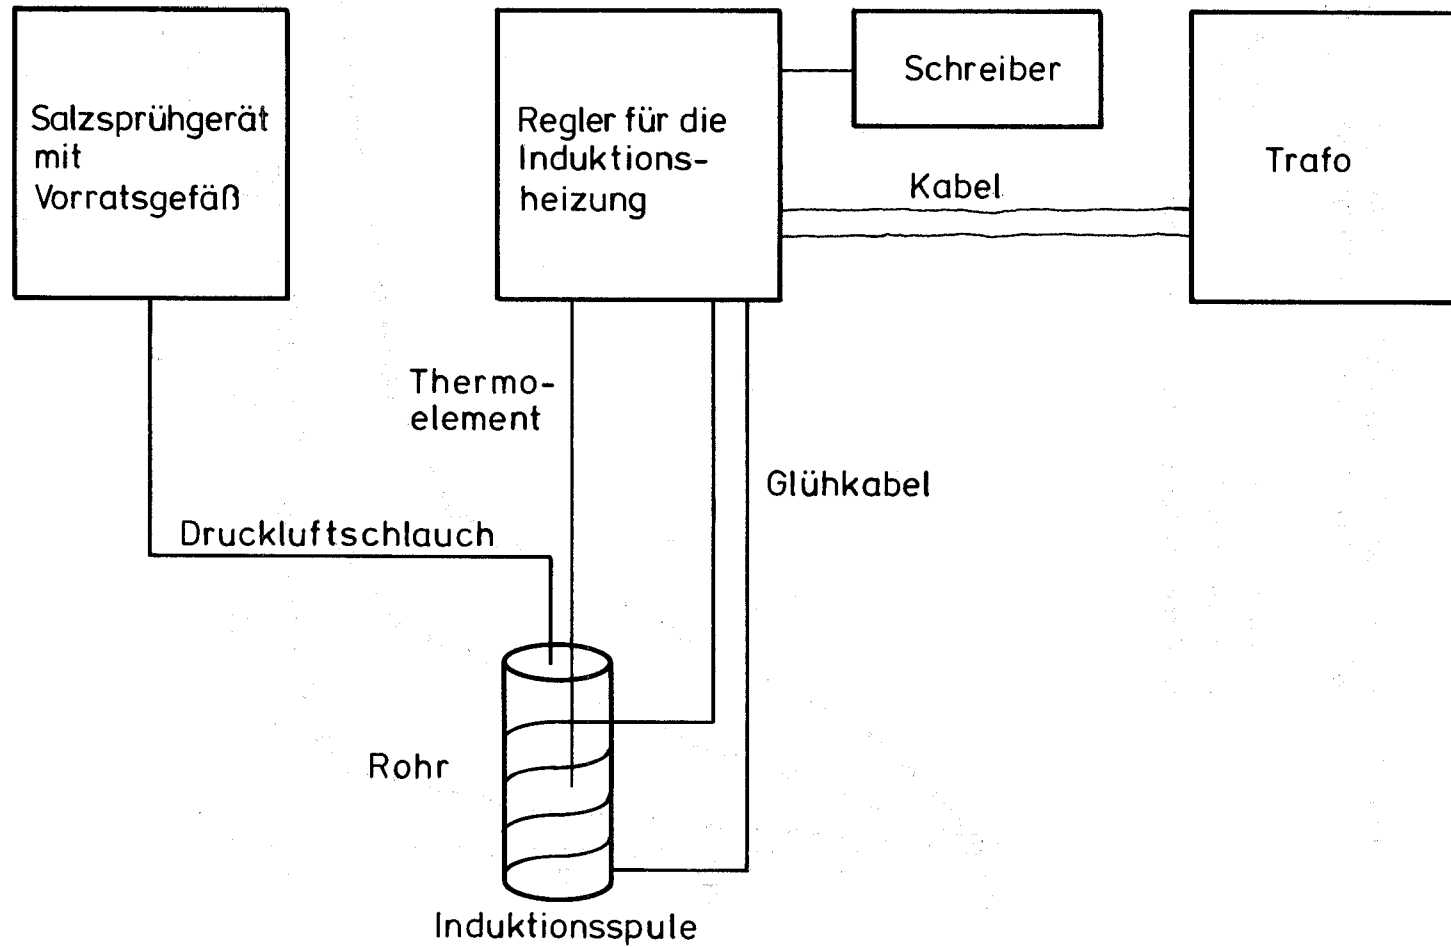 Salzsprühgerät
mit
Vorratsgefäß
Regler für die
Induktions-
heizung
Schreiber
Kabel
Trafo
Thermo-
element
Glühkabel
Druckluftschlauch
Rohr
Induktionsspule